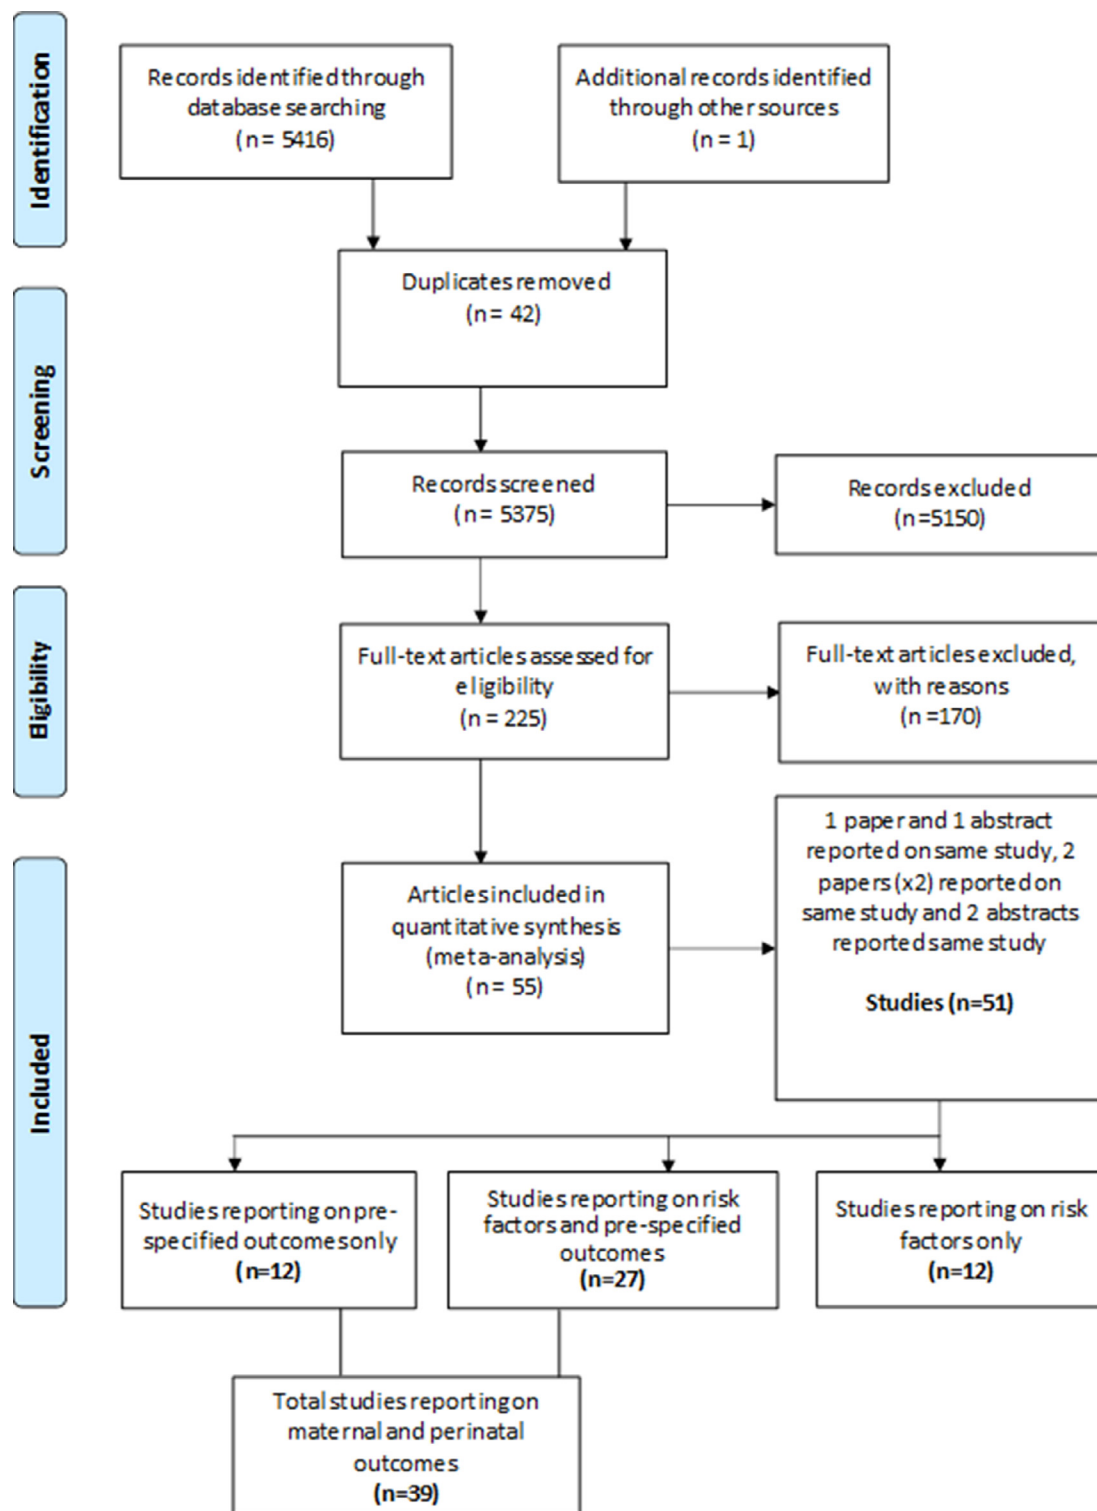 Identification
Records identified through
database searching
(n = 5416)
Additional records identified
through other sources
(n = 1)
Duplicates removed
(n = 42)
Screening
Records screened
(n = 5375)
Records excluded
(n =5150)
Eligibility
Full-text articles assessed for
eligibility
(n = 225)
Full-text articles excluded,
with reasons
(n =170)
Included
Articles included in
quantitative synthesis
(meta-analysis)
(n = 55)
1 paper and 1 abstract
reported on same study, 2
papers (x2) reported on
same study and 2 abstracts
reported same study
Studies (n=51)
Studies reporting on pre-
specified outcomes only
(n=12)
Studies reporting on risk
factors and pre-specified
outcomes
(n=27)
Studies reporting on risk
factors only
(n=12)
Total studies reporting on
maternal and perinatal
outcomes
(n=39)